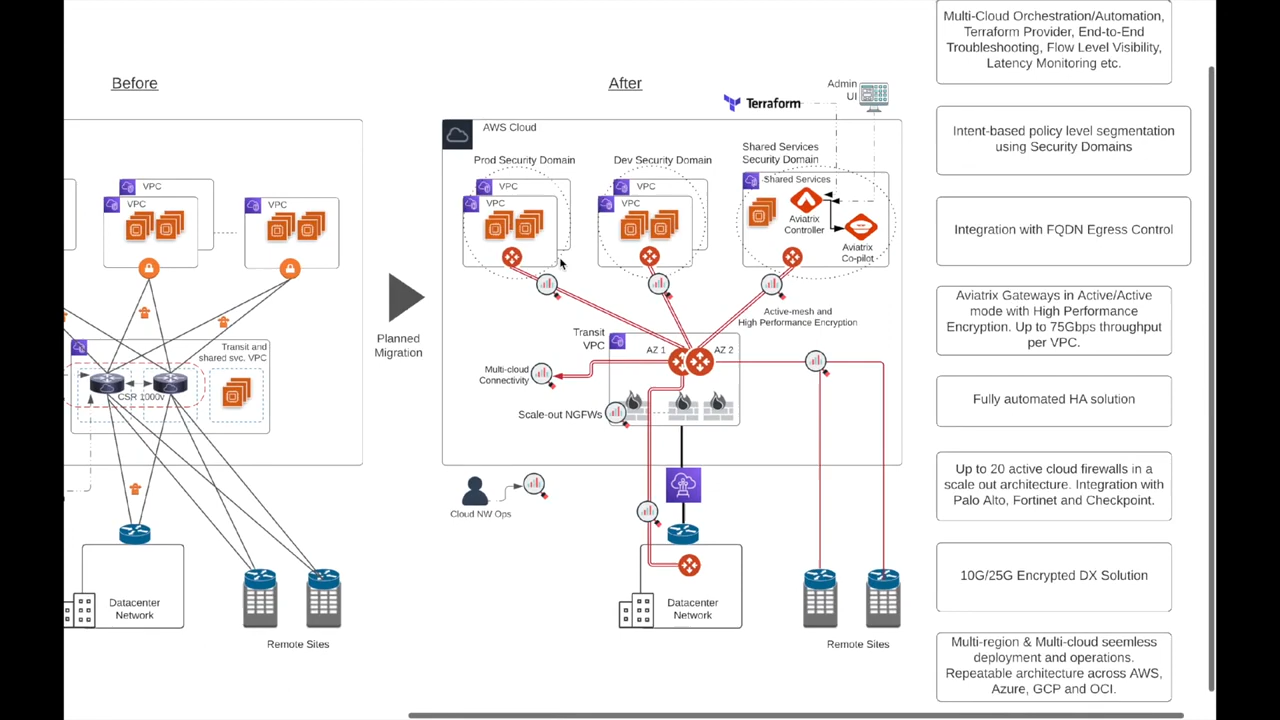 Before
VPC
VPC
VPC
Transit and
shared svc. VPC
CSR 1000v
Datacenter
Network
Remote Sites
Planned
Migration
After
Terraform
Admin
UI
AWS Cloud
Prod Security Domain
Dev Security Domain
Shared Services
Security Domain
VPC
VPC
VPC
VPC
Shared Services
Aviatrix
Controller
Aviatrix
Co-pilot
Active-mesh and
High Performance Encryption
Transit
VPC
AZ 1
AZ 2
Multi-cloud
Connectivity
Scale-out NGFWs
Cloud NW Ops
Datacenter
Network
Remote Sites
Multi-Cloud Orchestration/Automation,
Terraform Provider, End-to-End
Troubleshooting, Flow Level Visibility,
Latency Monitoring etc.
Intent-based policy level segmentation
using Security Domains
Integration with FQDN Egress Control
Aviatrix Gateways in Active/Active
mode with High Performance
Encryption. Up to 75Gbps throughput
per VPC.
Fully automated HA solution
Up to 20 active cloud firewalls in a
scale out architecture. Integration with
Palo Alto, Fortinet and Checkpoint.
10G/25G Encrypted DX Solution
Multi-region & Multi-cloud seemless
deployment and operations.
Repeatable architecture across AWS,
Azure, GCP and OCI.